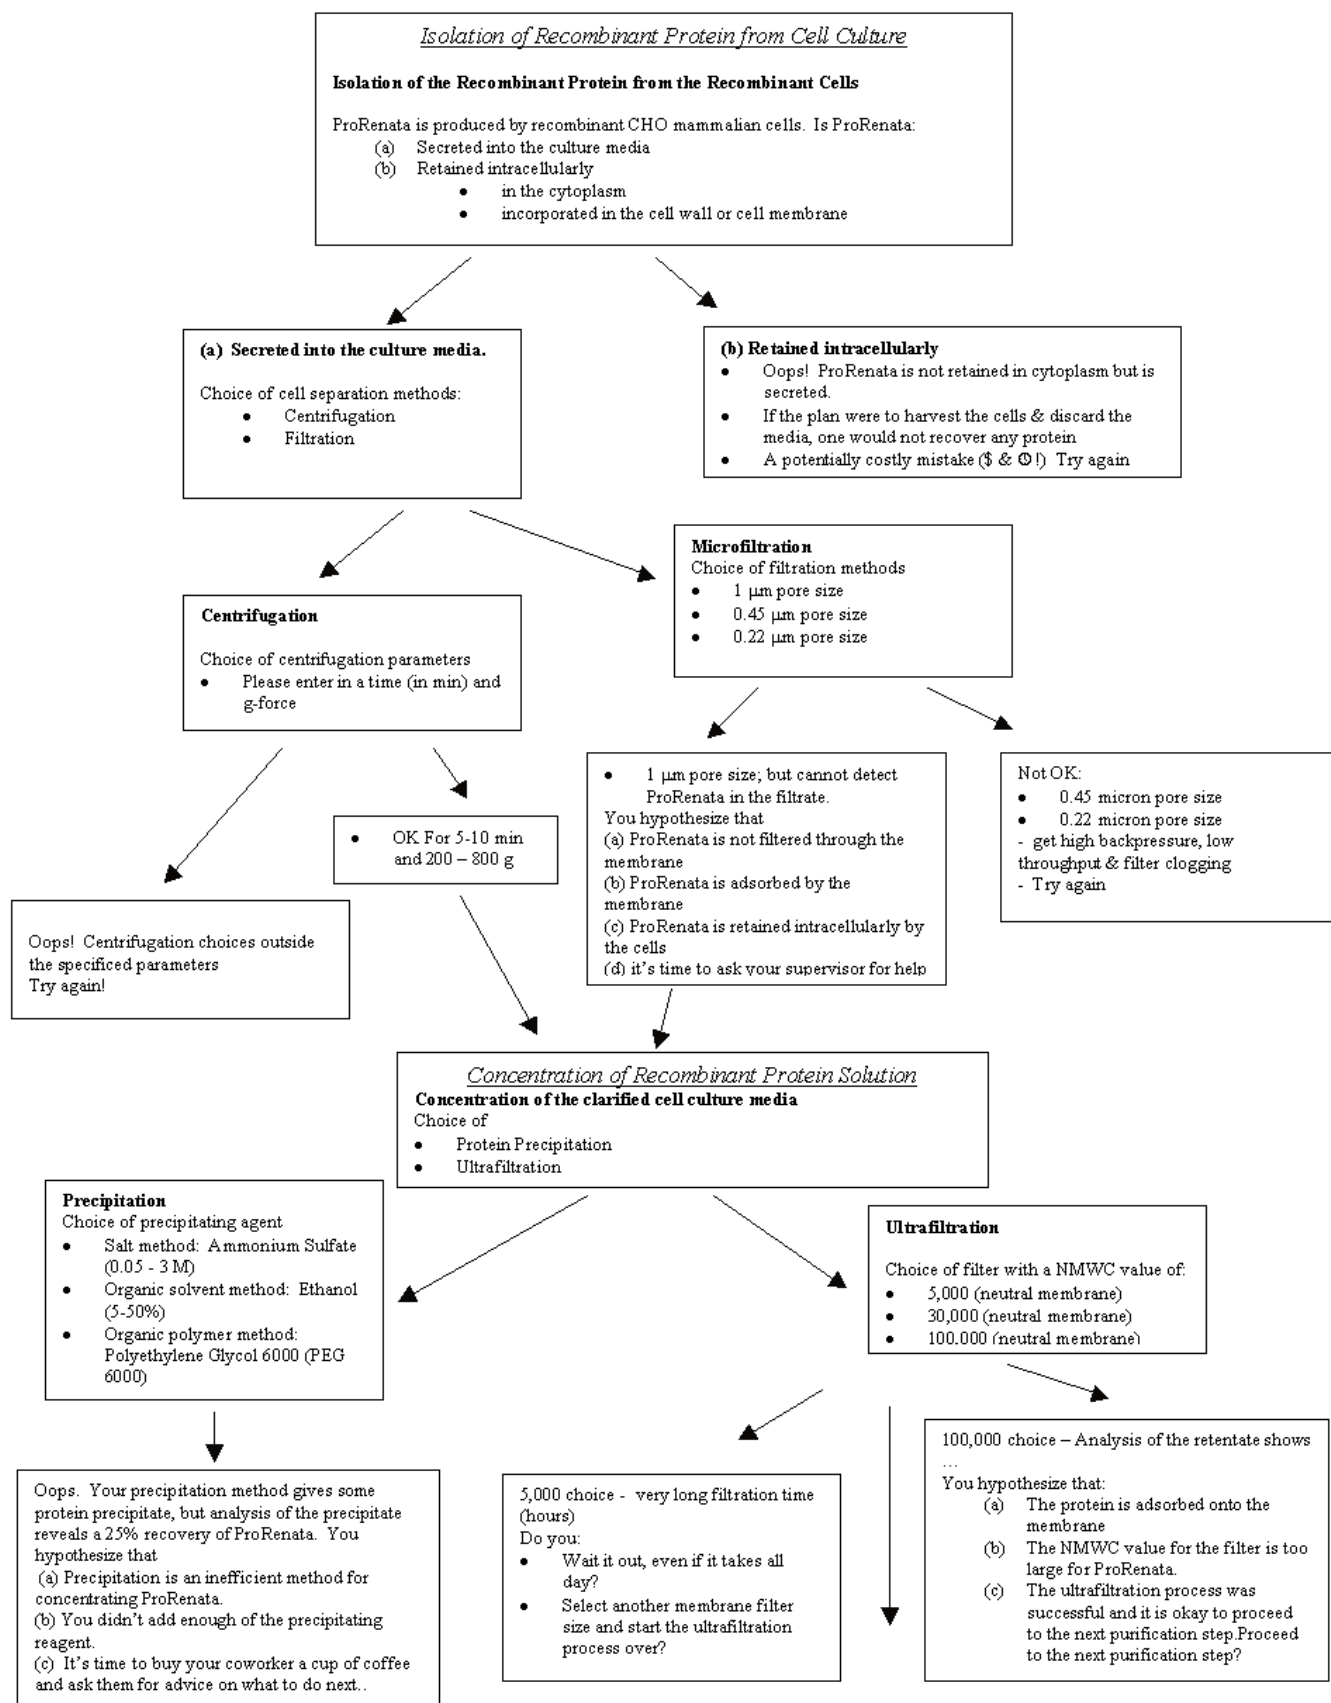 Isolation of Recombinant Protein from Cell Culture
Isolation of the Recombinant Protein from the Recombinant Cells
ProRenata is produced by recombinant CHO mammalian cells. Is ProRenata:
(a) Secreted into the culture media
(b) Retained intracellularly
• in the cytoplasm
• incorporated in the cell wall or cell membrane
(a) Secreted into the culture media.
Choice of cell separation methods:
• Centrifugation
• Filtration
(b) Retained intracellularly
• Oops! ProRenata is not retained in cytoplasm but is
secreted.
• If the plan were to harvest the cells & discard the
media, one would not recover any protein
• A potentially costly mistake ($ & ⏲!) Try again
Centrifugation
Choice of centrifugation parameters
• Please enter in a time (in min) and
g-force
Microfiltration
Choice of filtration methods
• 1 µm pore size
• 0.45 µm pore size
• 0.22 µm pore size
Oops! Centrifugation choices outside
the specificed parameters
Try again!
• OK For 5-10 min
and 200 – 800 g
• 1 µm pore size; but cannot detect
ProRenata in the filtrate.
You hypothesize that
(a) ProRenata is not filtered through the
membrane
(b) ProRenata is adsorbed by the
membrane
(c) ProRenata is retained intracellularly by
the cells
(d) it's time to ask your supervisor for help
Not OK:
• 0.45 micron pore size
• 0.22 micron pore size
- get high backpressure, low
throughput & filter clogging
- Try again
Concentration of Recombinant Protein Solution
Concentration of the clarified cell culture media
Choice of
• Protein Precipitation
• Ultrafiltration
Precipitation
Choice of precipitating agent
• Salt method: Ammonium Sulfate
(0.05 - 3 M)
• Organic solvent method: Ethanol
(5-50%)
• Organic polymer method:
Polyethylene Glycol 6000 (PEG
6000)
Ultrafiltration
Choice of filter with a NMWC value of:
• 5,000 (neutral membrane)
• 30,000 (neutral membrane)
• 100.000 (neutral membrane)
Oops. Your precipitation method gives some
protein precipitate, but analysis of the precipitate
reveals a 25% recovery of ProRenata. You
hypothesize that
(a) Precipitation is an inefficient method for
concentrating ProRenata.
(b) You didn't add enough of the precipitating
reagent.
(c) It's time to buy your coworker a cup of coffee
and ask them for advice on what to do next..
5,000 choice - very long filtration time
(hours)
Do you:
• Wait it out, even if it takes all
day?
• Select another membrane filter
size and start the ultrafiltration
process over?
100,000 choice – Analysis of the retentate shows
…
You hypothesize that:
(a) The protein is adsorbed onto the
membrane
(b) The NMWC value for the filter is too
large for ProRenata.
(c) The ultrafiltration process was
successful and it is okay to proceed
to the next purification step.Proceed
to the next purification step?